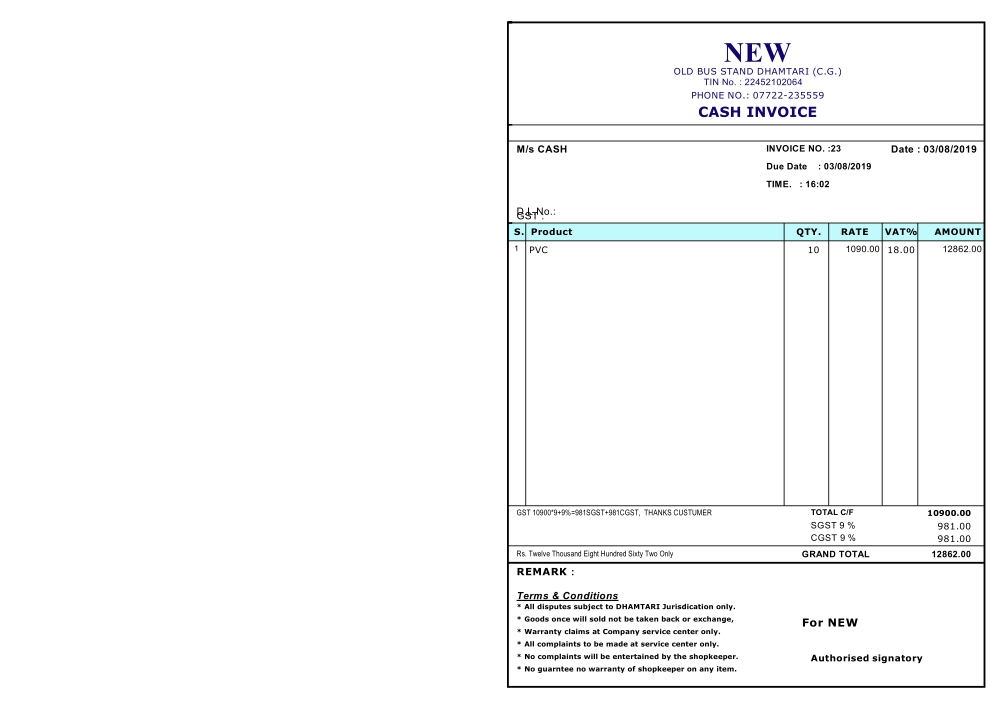 NEW
OLD BUS STAND DHAMTARI (C.G.)
TIN No. : 22452102064
PHONE NO.: 07722-235559
CASH INVOICE
M/s CASH INVOICE NO. :23 Date : 03/08/2019
Due Date : 03/08/2019
TIME. : 16:02
D.L.No.:
GST :
S. Product QTY. RATE VAT% AMOUNT
1 PVC 10 1090.00 18.00 12862.00
GST 10900*9+9%=981SGST+981CGST, THANKS CUSTUMER TOTAL C/F 10900.00
SGST 9 % 981.00
CGST 9 % 981.00
Rs. Twelve Thousand Eight Hundred Sixty Two Only GRAND TOTAL 12862.00
REMARK :
Terms & Conditions
* All disputes subject to DHAMTARI Jurisdication only.
* Goods once will sold not be taken back or exchange,
* Warranty claims at Company service center only.
* All complaints to be made at service center only.
* No complaints will be entertained by the shopkeeper.
* No guarntee no warranty of shopkeeper on any item.
For NEW
Authorised signatory